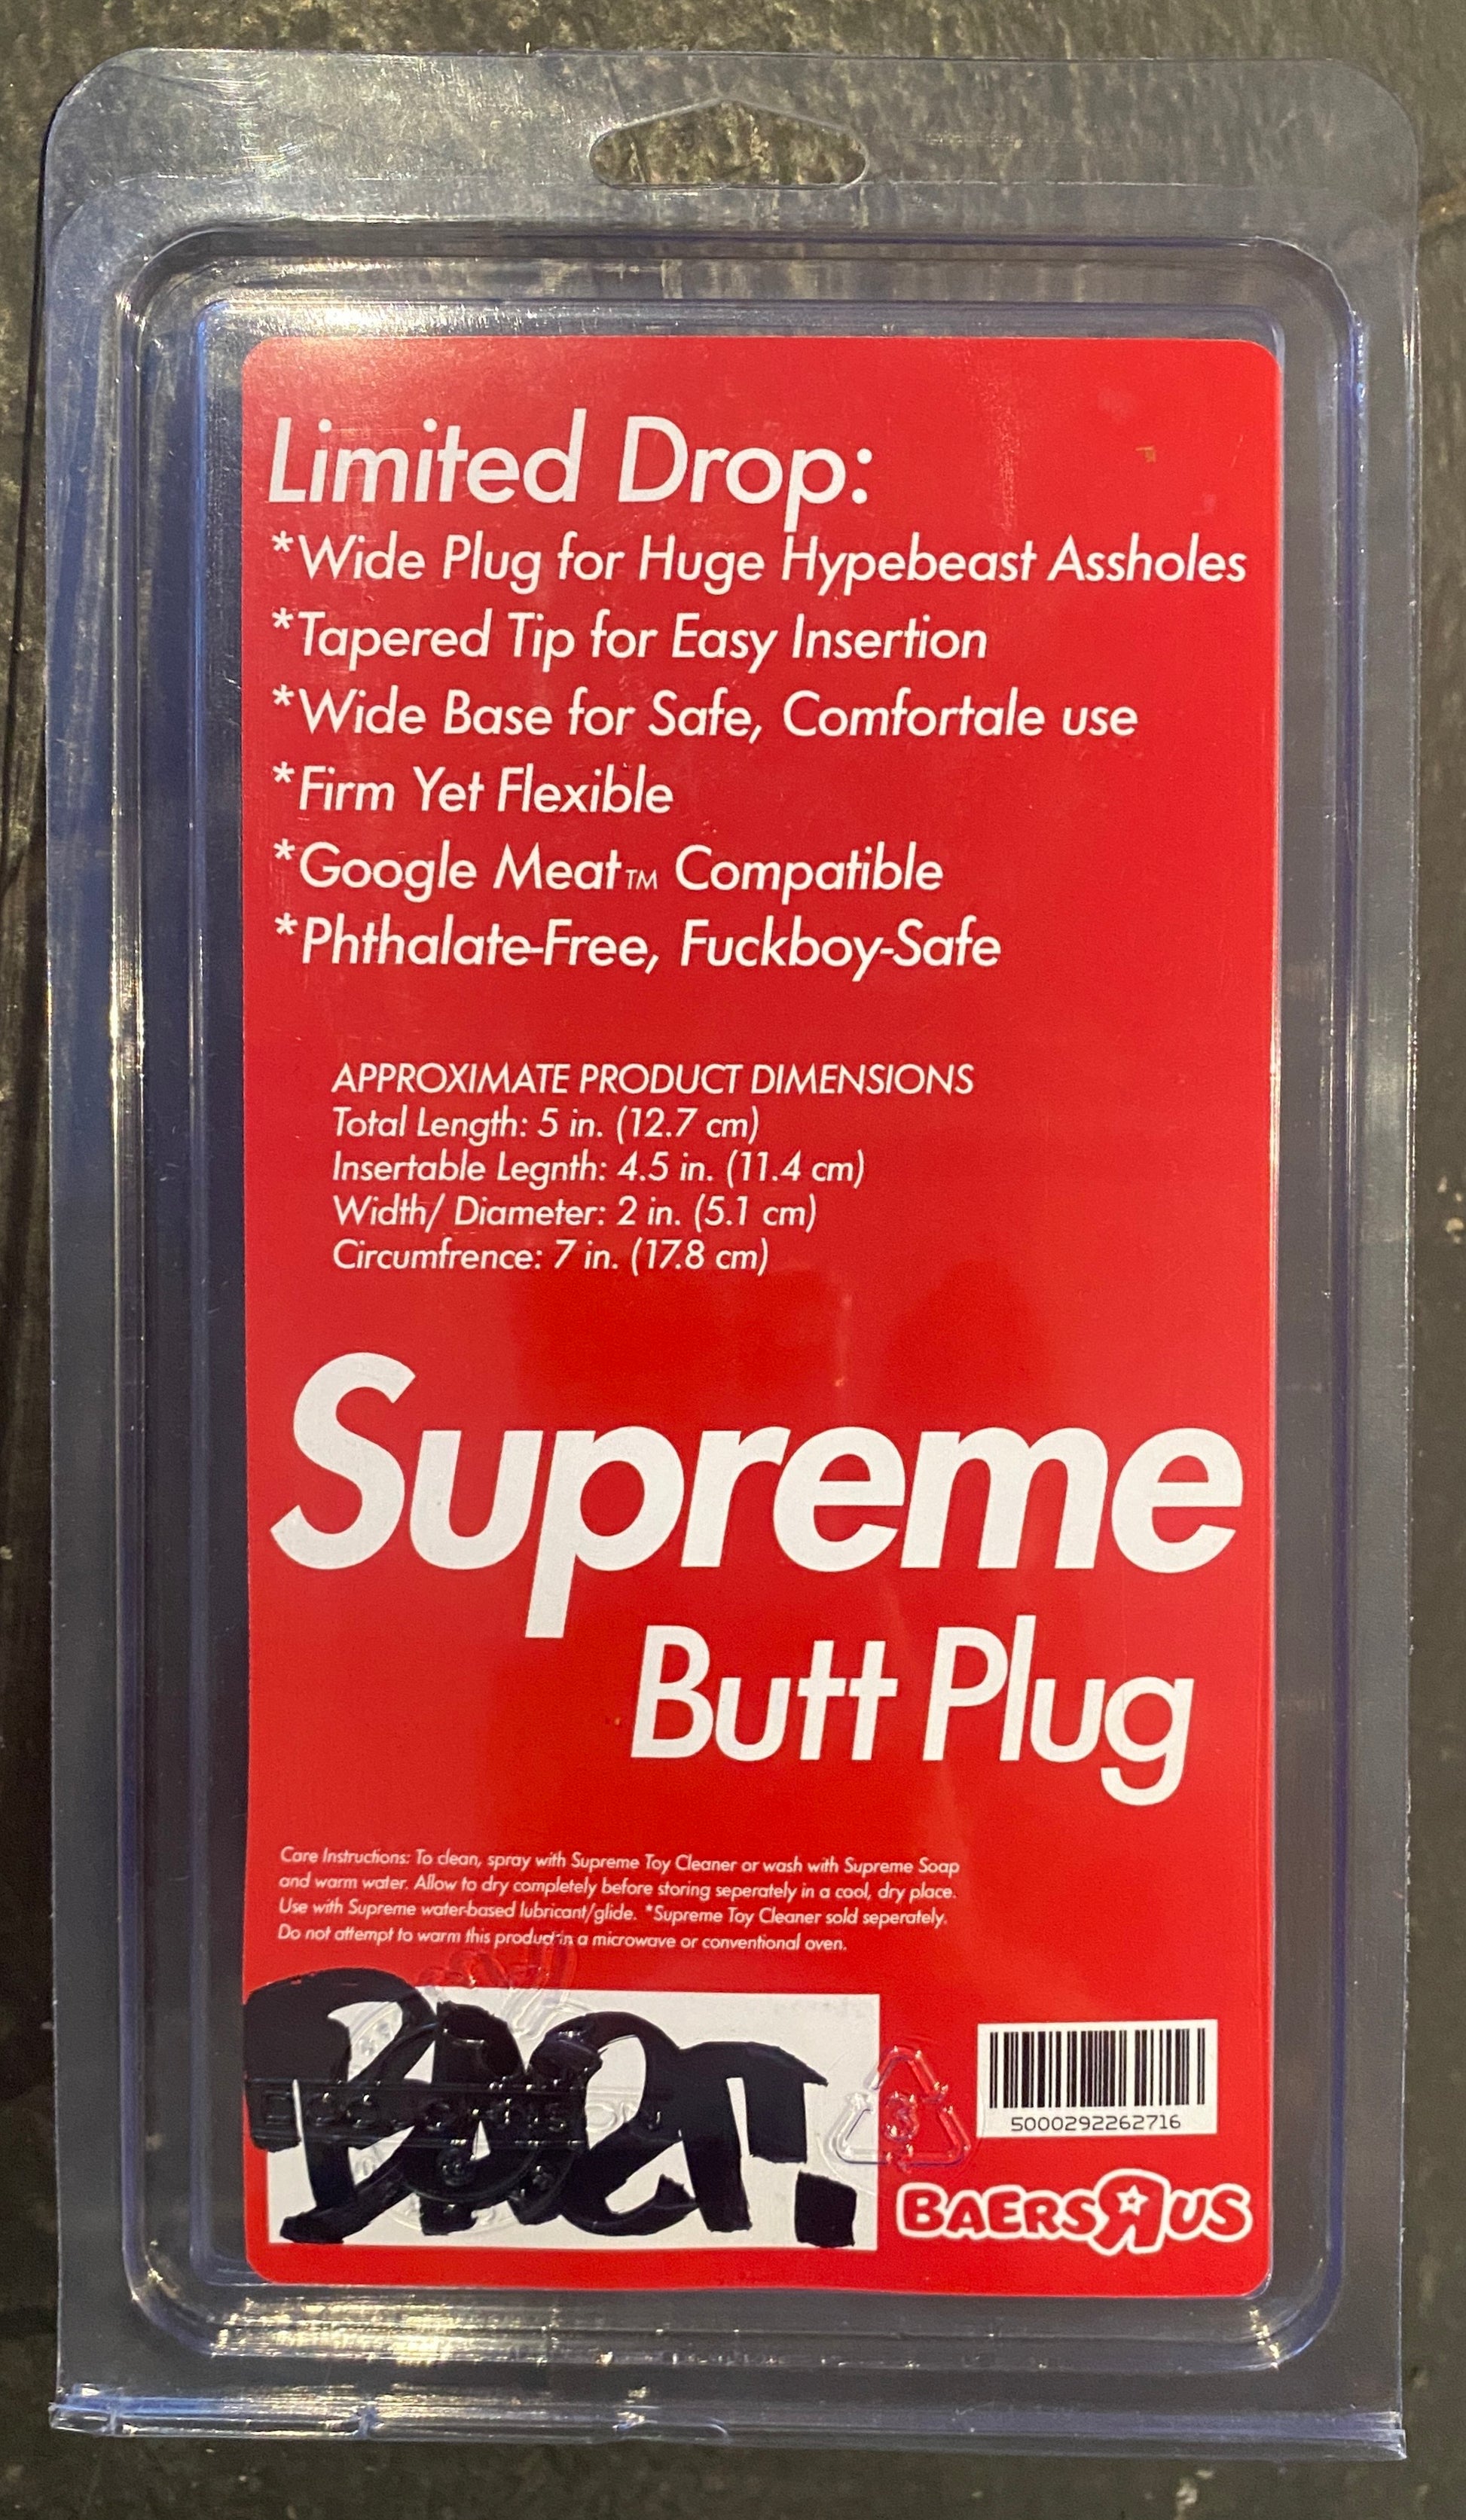 Limited Drop:
*Wide Plug for Huge Hypebeast Assholes
*Tapered Tip for Easy Insertion
*Wide Base for Safe, Comfortale use
*Firm Yet Flexible
*Google Meat™ Compatible
*Phthalate-Free, Fuckboy-Safe
APPROXIMATE PRODUCT DIMENSIONS
Total Length: 5 in. (12.7 cm)
Insertable Legnth: 4.5 in. (11.4 cm)
Width/ Diameter: 2 in. (5.1 cm)
Circumfrence: 7 in. (17.8 cm)
Supreme
Butt Plug
Care Instructions: To clean, spray with Supreme Toy Cleaner or wash with Supreme Soap
and warm water. Allow to dry completely before storing seperately in a cool, dry place.
Use with Supreme water-based lubricant/glide. *Supreme Toy Cleaner sold seperately.
Do not attempt to warm this product in a microwave or conventional oven.
5000292262716
BAERS R US